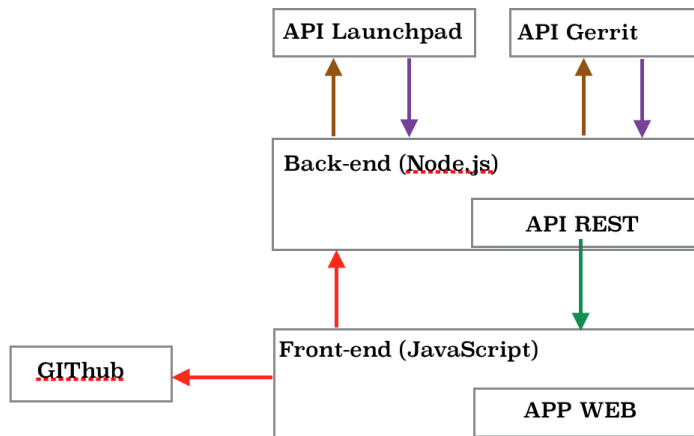 API Launchpad
API Gerrit
Back-end (Node.js)
API REST
Front-end (JavaScript)
GIThub
APP WEB